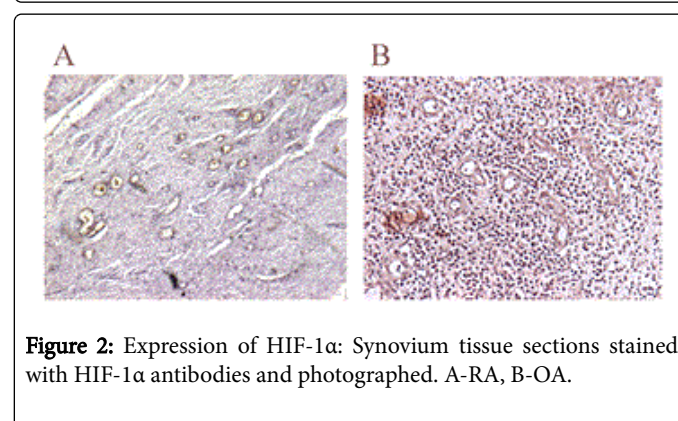 A
B
Figure 2: Expression of HIF-1α: Synovium tissue sections stained
with HIF-1α antibodies and photographed. A-RA, B-OA.